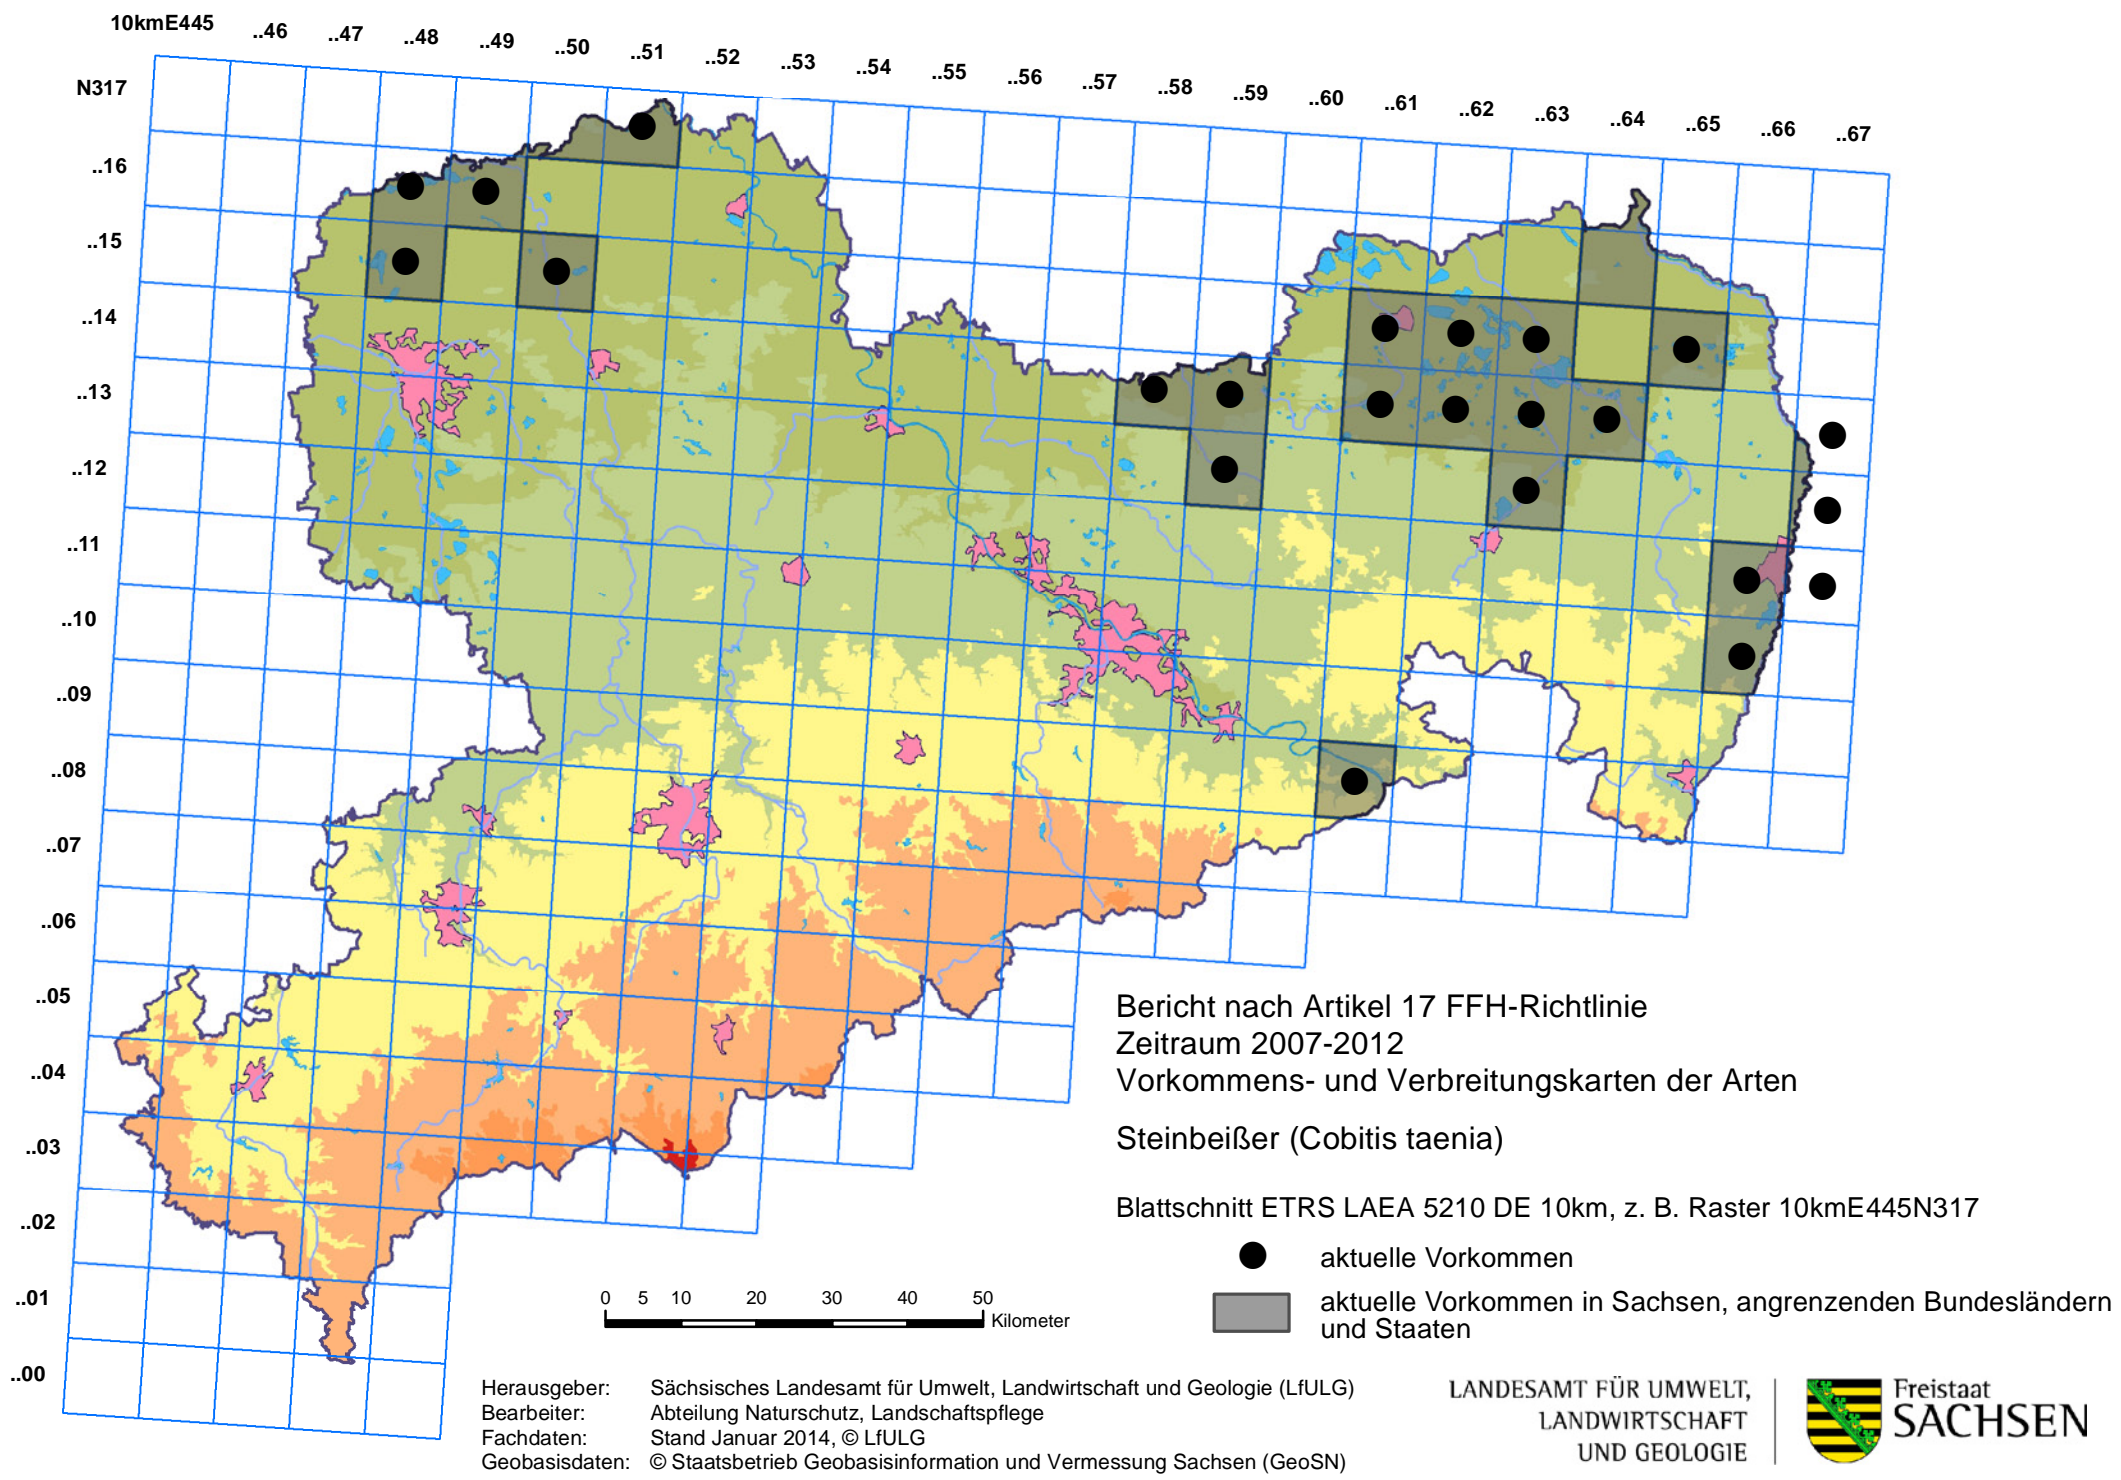 10kmE445 ..46 ..47 ..48 ..49 ..50 ..51 ..52 ..53 ..54 ..55 ..56 ..57 ..58 ..59 ..60 ..61 ..62 ..63 ..64 ..65 ..66 ..67
N317
..16
..15
..14
..13
..12
..11
..10
..09
..08
..07
..06
..05
..04
..03
..02
..01
..00
Bericht nach Artikel 17 FFH-Richtlinie
Zeitraum 2007-2012
Vorkommens- und Verbreitungskarten der Arten
Steinbeißer (Cobitis taenia)
Blattschnitt ETRS LAEA 5210 DE 10km, z. B. Raster 10kmE445N317
aktuelle Vorkommen
aktuelle Vorkommen in Sachsen, angrenzenden Bundesländern
und Staaten
0 5 10 20 30 40 50
Kilometer
Herausgeber: Sächsisches Landesamt für Umwelt, Landwirtschaft und Geologie (LfULG)
Bearbeiter: Abteilung Naturschutz, Landschaftspflege
Fachdaten: Stand Januar 2014, © LfULG
Geobasisdaten: © Staatsbetrieb Geobasisinformation und Vermessung Sachsen (GeoSN)
LANDESAMT FÜR UMWELT,
LANDWIRTSCHAFT
UND GEOLOGIE
Freistaat
SACHSEN